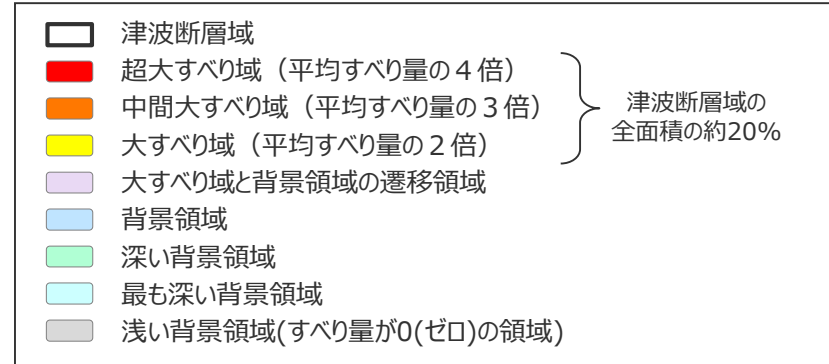 津波断層域
超大すべり域（平均すべり量の４倍）
中間大すべり域（平均すべり量の３倍）
大すべり域（平均すべり量の２倍）
津波断層域の
全面積の約20%
大すべり域と背景領域の遷移領域
背景領域
深い背景領域
最も深い背景領域
浅い背景領域(すべり量が0(ゼロ)の領域)